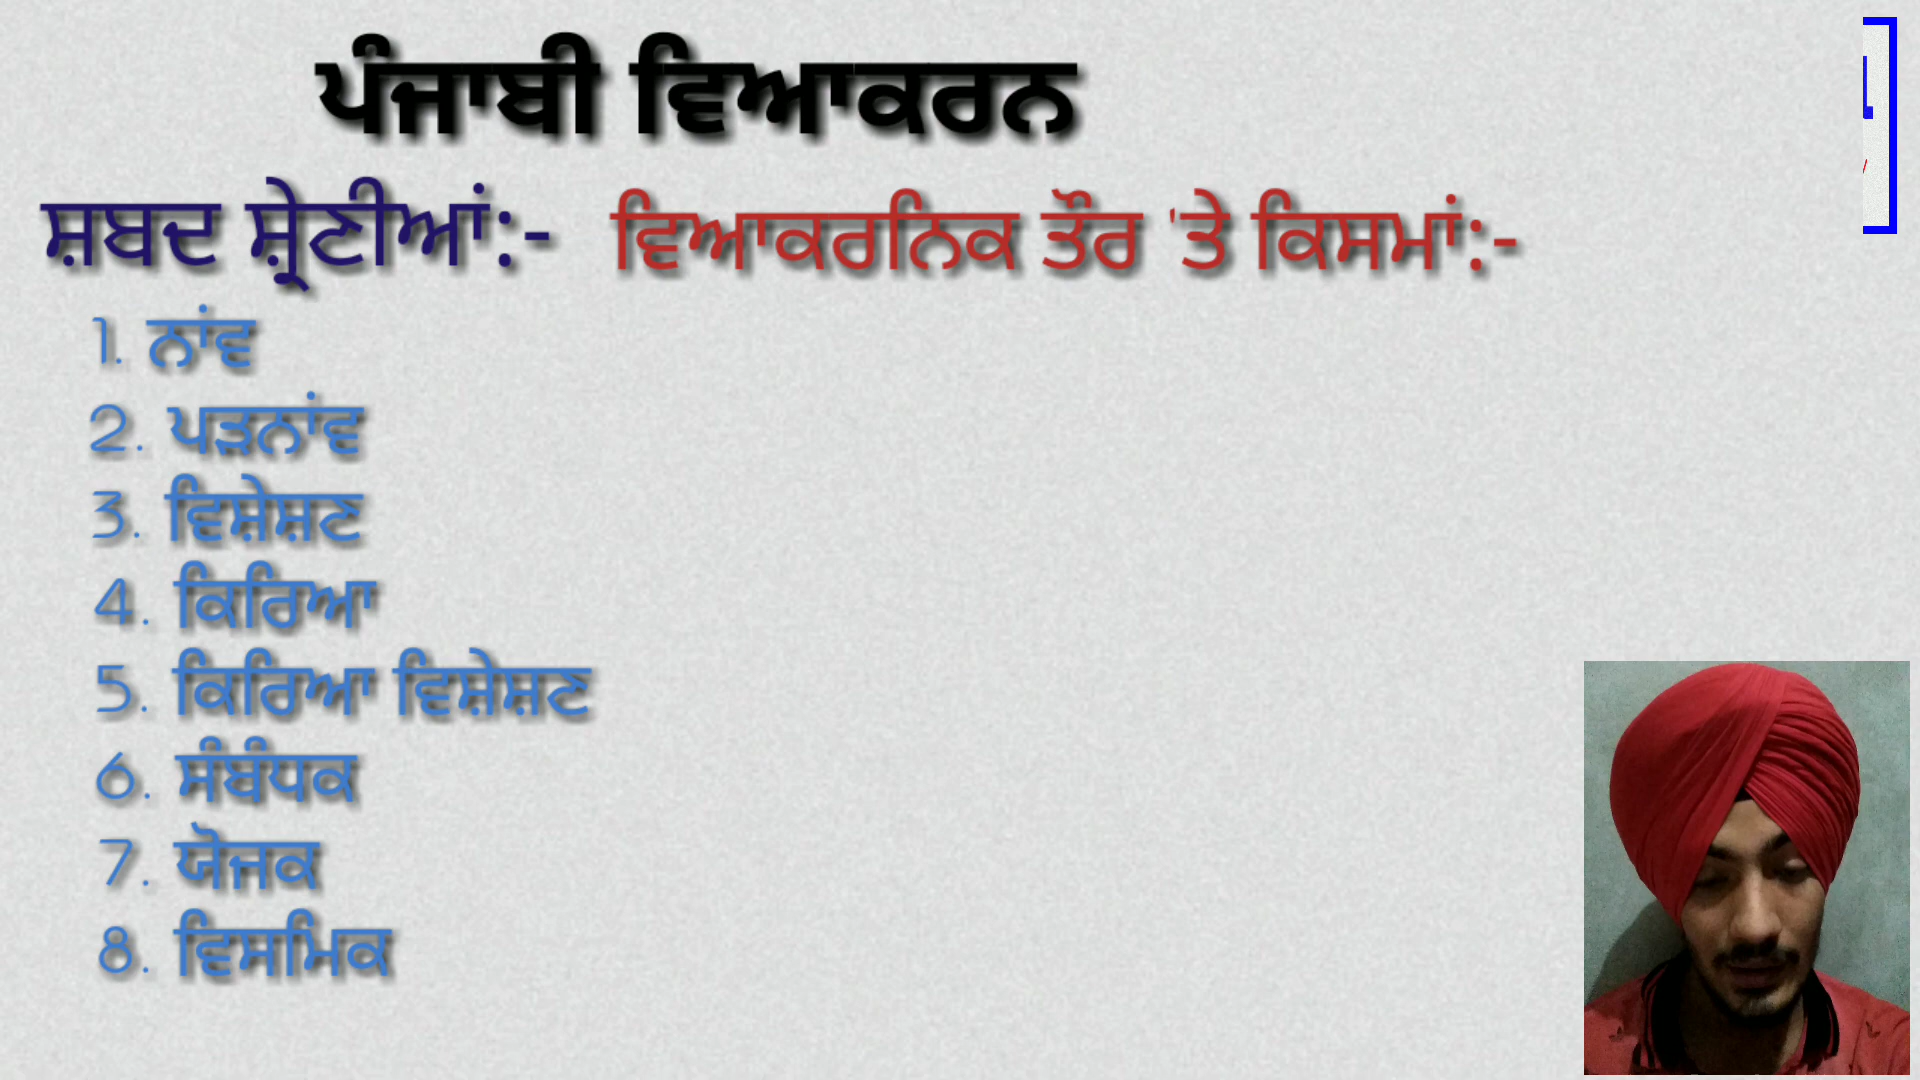 ਪੰਜਾਬੀ ਵਿਆਕਰਨ
ਸ਼ਬਦ ਸ਼੍ਰੇਣੀਆਂ:- ਵਿਆਕਰਨਿਕ ਤੌਰ 'ਤੇ ਕਿਸਮਾਂ:-
1. ਨਾਂਵ
2. ਪੜਨਾਂਵ
3. ਵਿਸ਼ੇਸ਼ਣ
4. ਕਿਰਿਆ
5. ਕਿਰਿਆ ਵਿਸ਼ੇਸ਼ਣ
6. ਸੰਬੰਧਕ
7. ਯੋਜਕ
8. ਵਿਸਮਿਕ